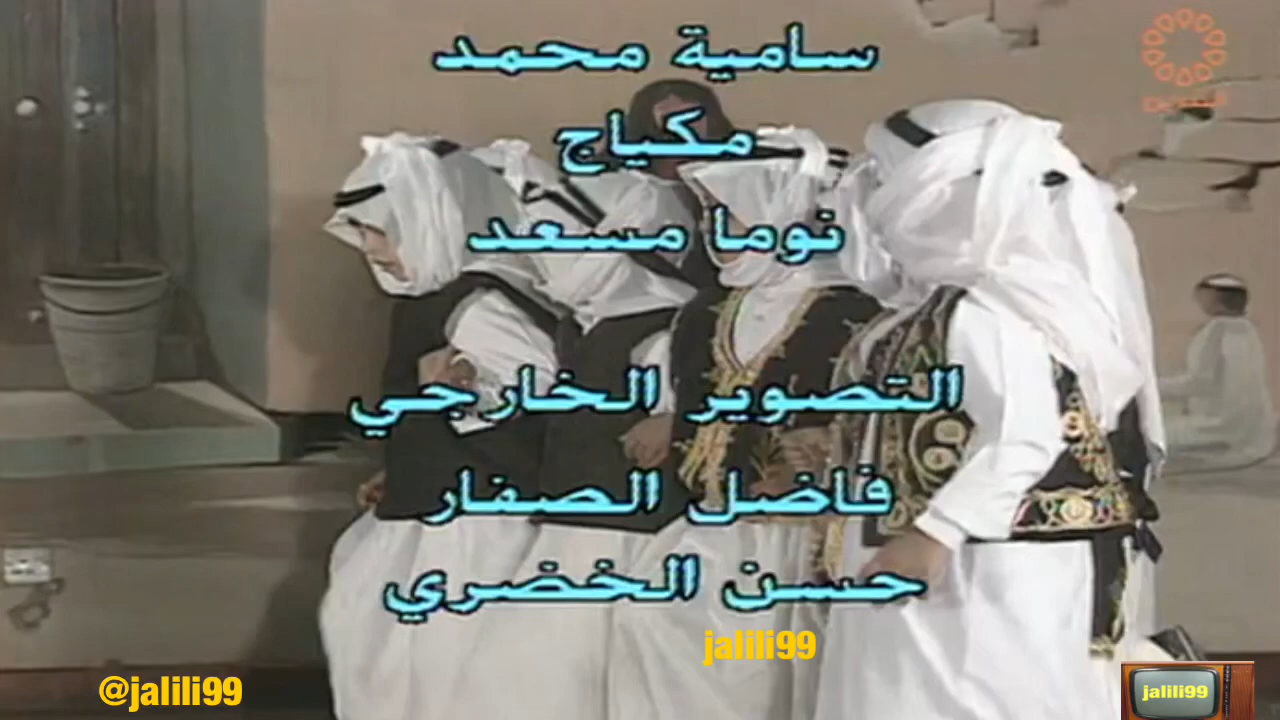 سامية محمد
مكياج
نوما مسعد
التصوير الخارجي
فاضل الصفار
حسن الخضري
jalili99
@jalili99
jalili99